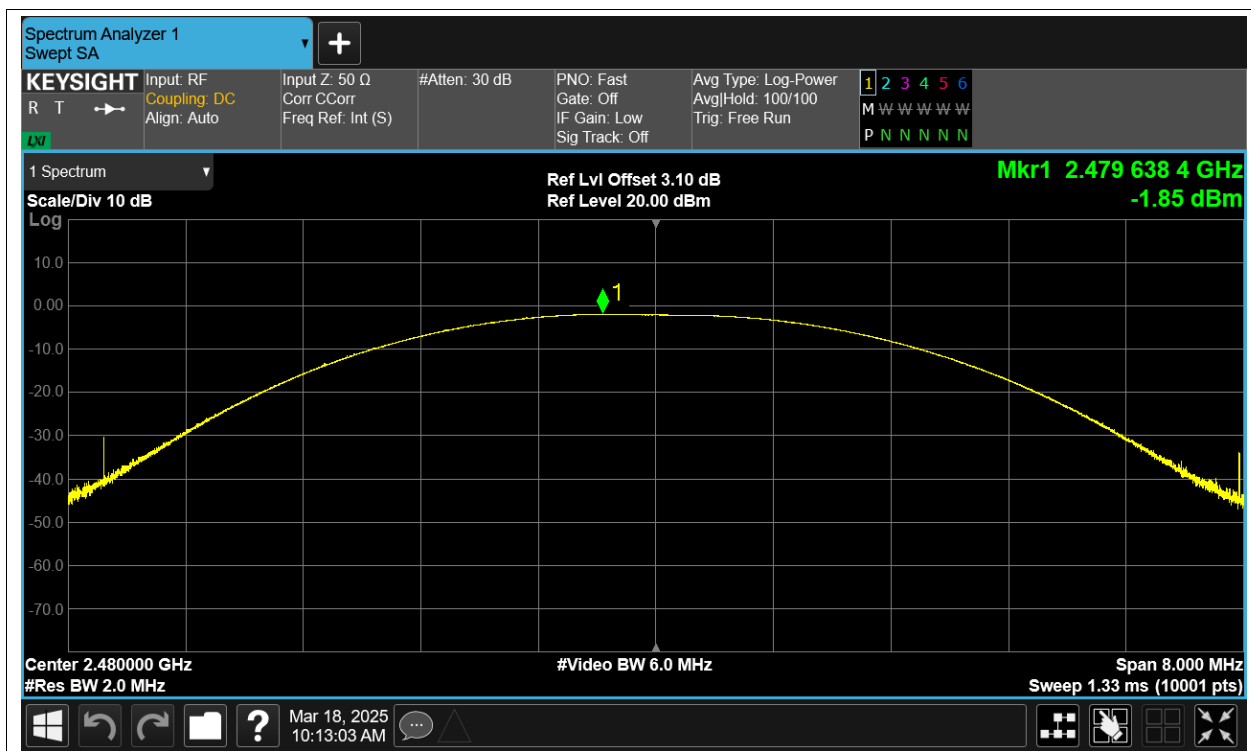 Spectrum Analyzer 1
Swept SA
KEYSIGHT
R T
LXI
Input: RF
Coupling: DC
Align: Auto
Input Z: 50 Ω
Corr CCorr
Freq Ref: Int (S)
#Atten: 30 dB
PNO: Fast
Gate: Off
IF Gain: Low
Sig Track: Off
Avg Type: Log-Power
Avg|Hold: 100/100
Trig: Free Run
1 2 3 4 5 6
M W W W W W
P N N N N N
1 Spectrum
Scale/Div 10 dB
Log
Ref Lvl Offset 3.10 dB
Ref Level 20.00 dBm
Mkr1 2.479 638 4 GHz
-1.85 dBm
10.0
0.00
-10.0
-20.0
-30.0
-40.0
-50.0
-60.0
-70.0
1
Center 2.480000 GHz
#Res BW 2.0 MHz
#Video BW 6.0 MHz
Span 8.000 MHz
Sweep 1.33 ms (10001 pts)
?
Mar 18, 2025
10:13:03 AM